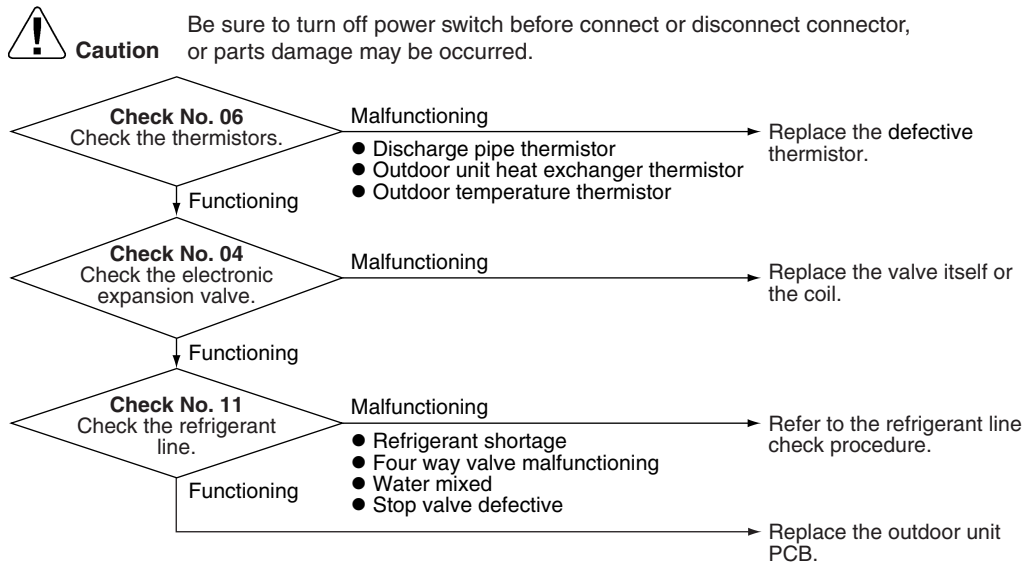 Be sure to turn off power switch before connect or disconnect connector,
Caution or parts damage may be occurred.
Check No. 06
Check the thermistors.
Malfunctioning
● Discharge pipe thermistor
● Outdoor unit heat exchanger thermistor
● Outdoor temperature thermistor
Replace the defective
thermistor.
Functioning
Check No. 04
Check the electronic
expansion valve.
Malfunctioning
Replace the valve itself or
the coil.
Functioning
Check No. 11
Check the refrigerant
line.
Malfunctioning
● Refrigerant shortage
● Four way valve malfunctioning
● Water mixed
● Stop valve defective
Refer to the refrigerant line
check procedure.
Functioning
Replace the outdoor unit
PCB.